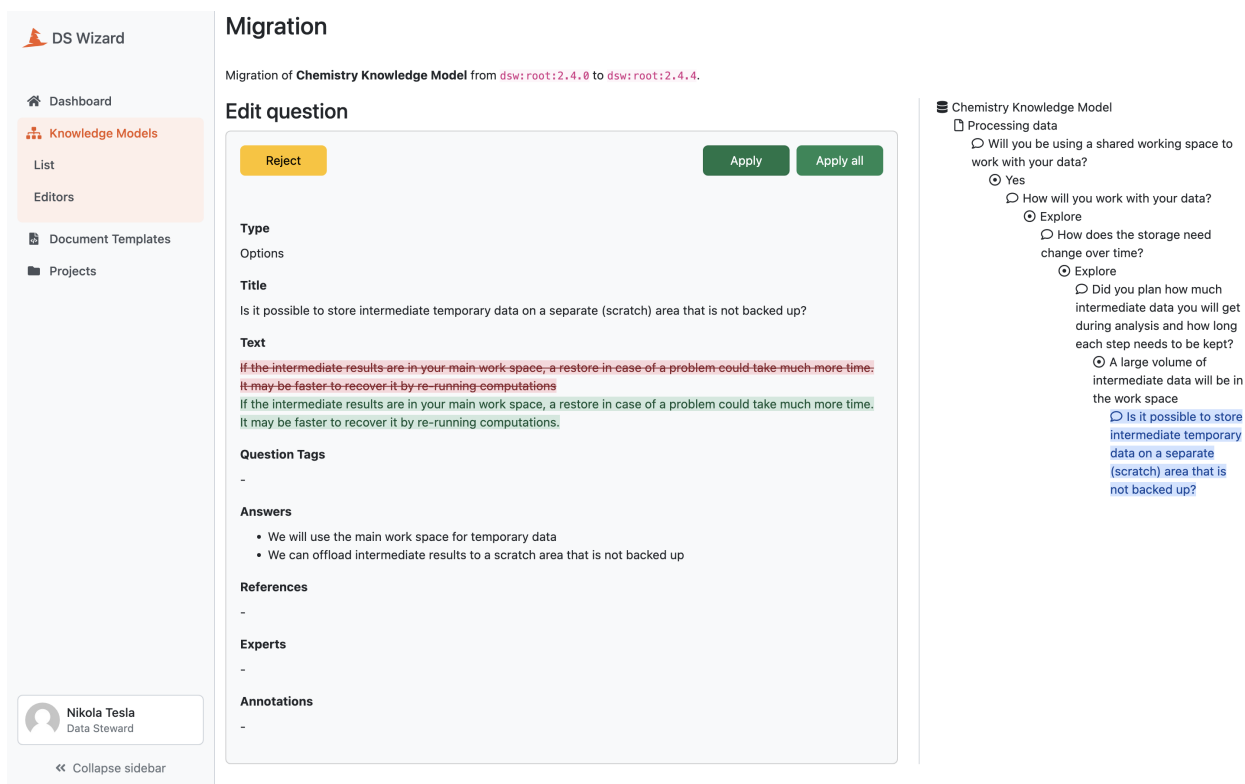 DS Wizard
Dashboard
Knowledge Models
List
Editors
Document Templates
Projects
Nikola Tesla
Data Steward
Collapse sidebar
Migration
Migration of Chemistry Knowledge Model from dsw:root:2.4.0 to dsw:root:2.4.4.
Edit question
Reject
Apply
Apply all
Type
Options
Title
Is it possible to store intermediate temporary data on a separate (scratch) area that is not backed up?
Text
If the intermediate results are in your main work space, a restore in case of a problem could take much more time.
It may be faster to recover it by re-running computations
If the intermediate results are in your main work space, a restore in case of a problem could take much more time.
It may be faster to recover it by re-running computations.
Question Tags
-
Answers
• We will use the main work space for temporary data
• We can offload intermediate results to a scratch area that is not backed up
References
-
Experts
-
Annotations
-
Chemistry Knowledge Model
Processing data
Will you be using a shared working space to
work with your data?
Yes
How will you work with your data?
Explore
How does the storage need
change over time?
Explore
Did you plan how much
intermediate data you will get
during analysis and how long
each step needs to be kept?
A large volume of
intermediate data will be in
the work space
Is it possible to store
intermediate temporary
data on a separate
(scratch) area that is
not backed up?